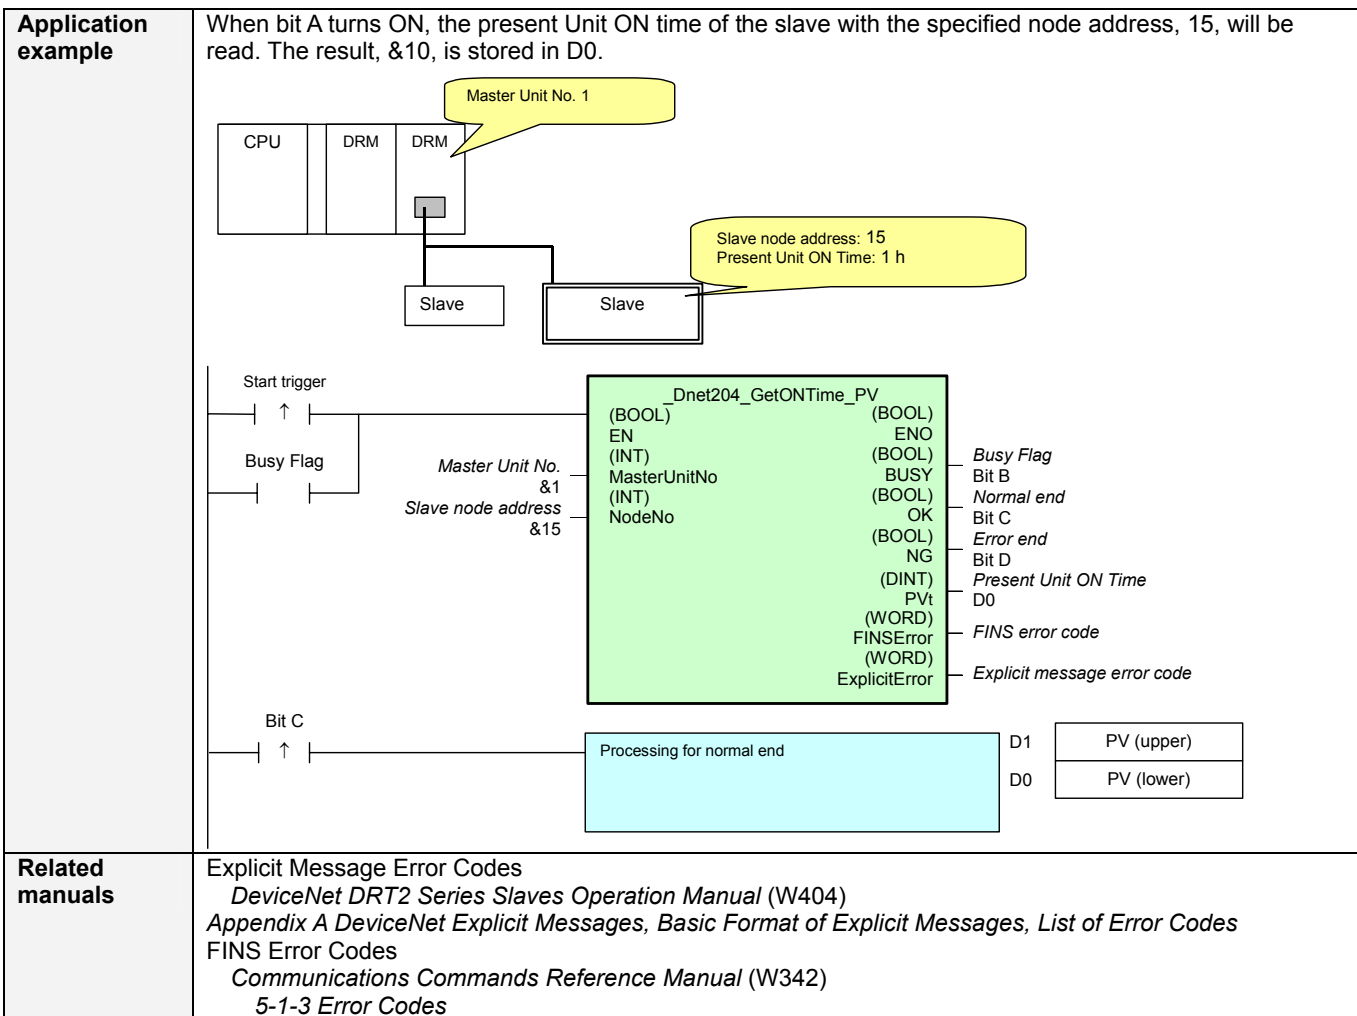 Application example
When bit A turns ON, the present Unit ON time of the slave with the specified node address, 15, will be
read. The result, &10, is stored in D0.
Master Unit No. 1
CPU
DRM
DRM
Slave node address: 15
Present Unit ON Time: 1 h
Slave
Slave
Start trigger
↑
Busy Flag
Master Unit No.
&1
Slave node address
&15
_Dnet204_GetONTime_PV
(BOOL)
EN
(INT)
MasterUnitNo
(INT)
NodeNo
(BOOL)
ENO
(BOOL)
BUSY
(BOOL)
OK
(BOOL)
NG
(DINT)
PVt
(WORD)
FINSError
(WORD)
ExplicitError
Busy Flag
Bit B
Normal end
Bit C
Error end
Bit D
Present Unit ON Time
D0
FINS error code
Explicit message error code
Bit C
↑
Processing for normal end
D1
PV (upper)
D0
PV (lower)
Related manuals
Explicit Message Error Codes
DeviceNet DRT2 Series Slaves Operation Manual (W404)
Appendix A DeviceNet Explicit Messages, Basic Format of Explicit Messages, List of Error Codes
FINS Error Codes
Communications Commands Reference Manual (W342)
5-1-3 Error Codes